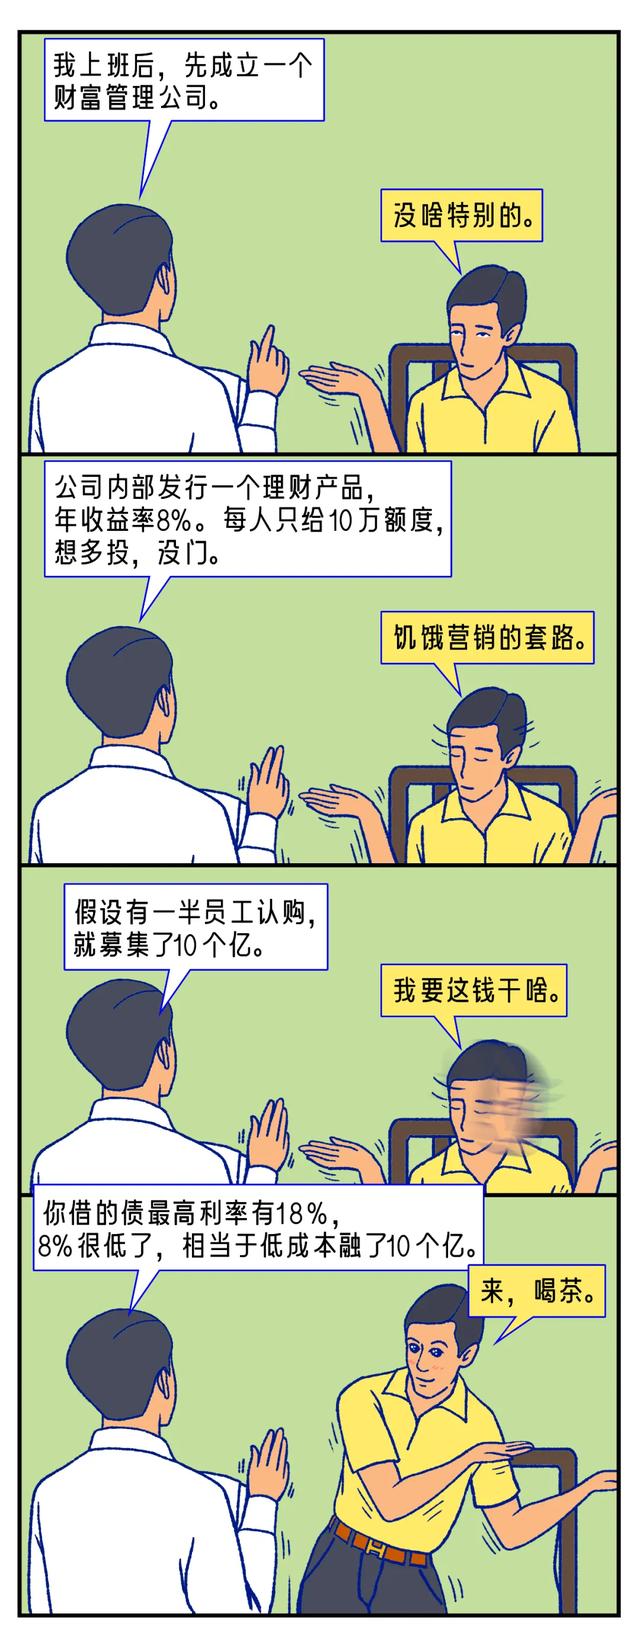 我上班后，先成立一个
财富管理公司。
没啥特别的。
公司内部发行一个理财产品，
年收益率8%。每人只给10万额度，
想多投，没门。
饥饿营销的套路。
假设有一半员工认购，
就募集了10个亿。
我要这钱干啥。
你借的债最高利率有18%，
8%很低了，相当于低成本融了10个亿。
来，喝茶。